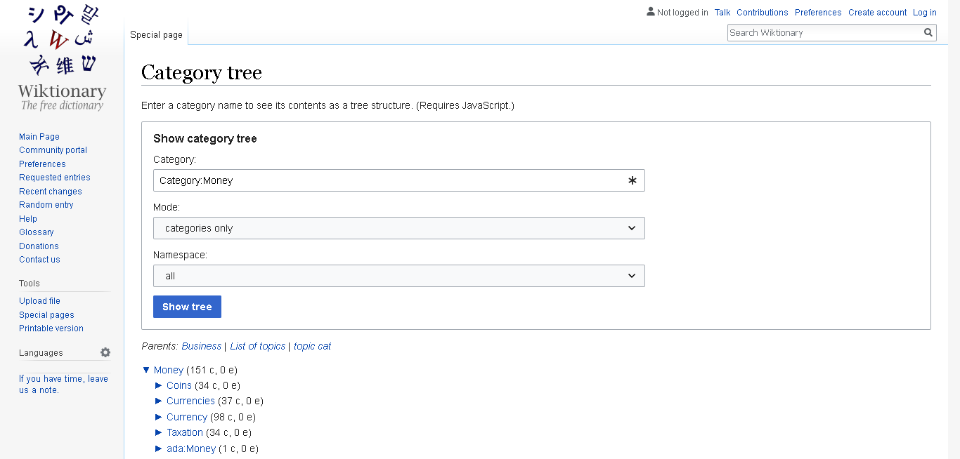 Not logged in Talk Contributions Preferences Create account Log in
Special page
Search Wiktionary
Wiktionary
The free dictionary
Main Page
Community portal
Preferences
Requested entries
Recent changes
Random entry
Help
Glossary
Donations
Contact us
Tools
Upload file
Special pages
Printable version
Languages
If you have time, leave
us a note.
Category tree
Enter a category name to see its contents as a tree structure. (Requires JavaScript.)
Show category tree
Category:
Category:Money
Mode:
categories only
Namespace:
all
Show tree
Parents: Business | List of topics | topic cat
▼ Money (151 c, 0 e)
► Coins (34 c, 0 e)
► Currencies (37 c, 0 e)
► Currency (98 c, 0 e)
► Taxation (34 c, 0 e)
► ada:Money (1 c, 0 e)